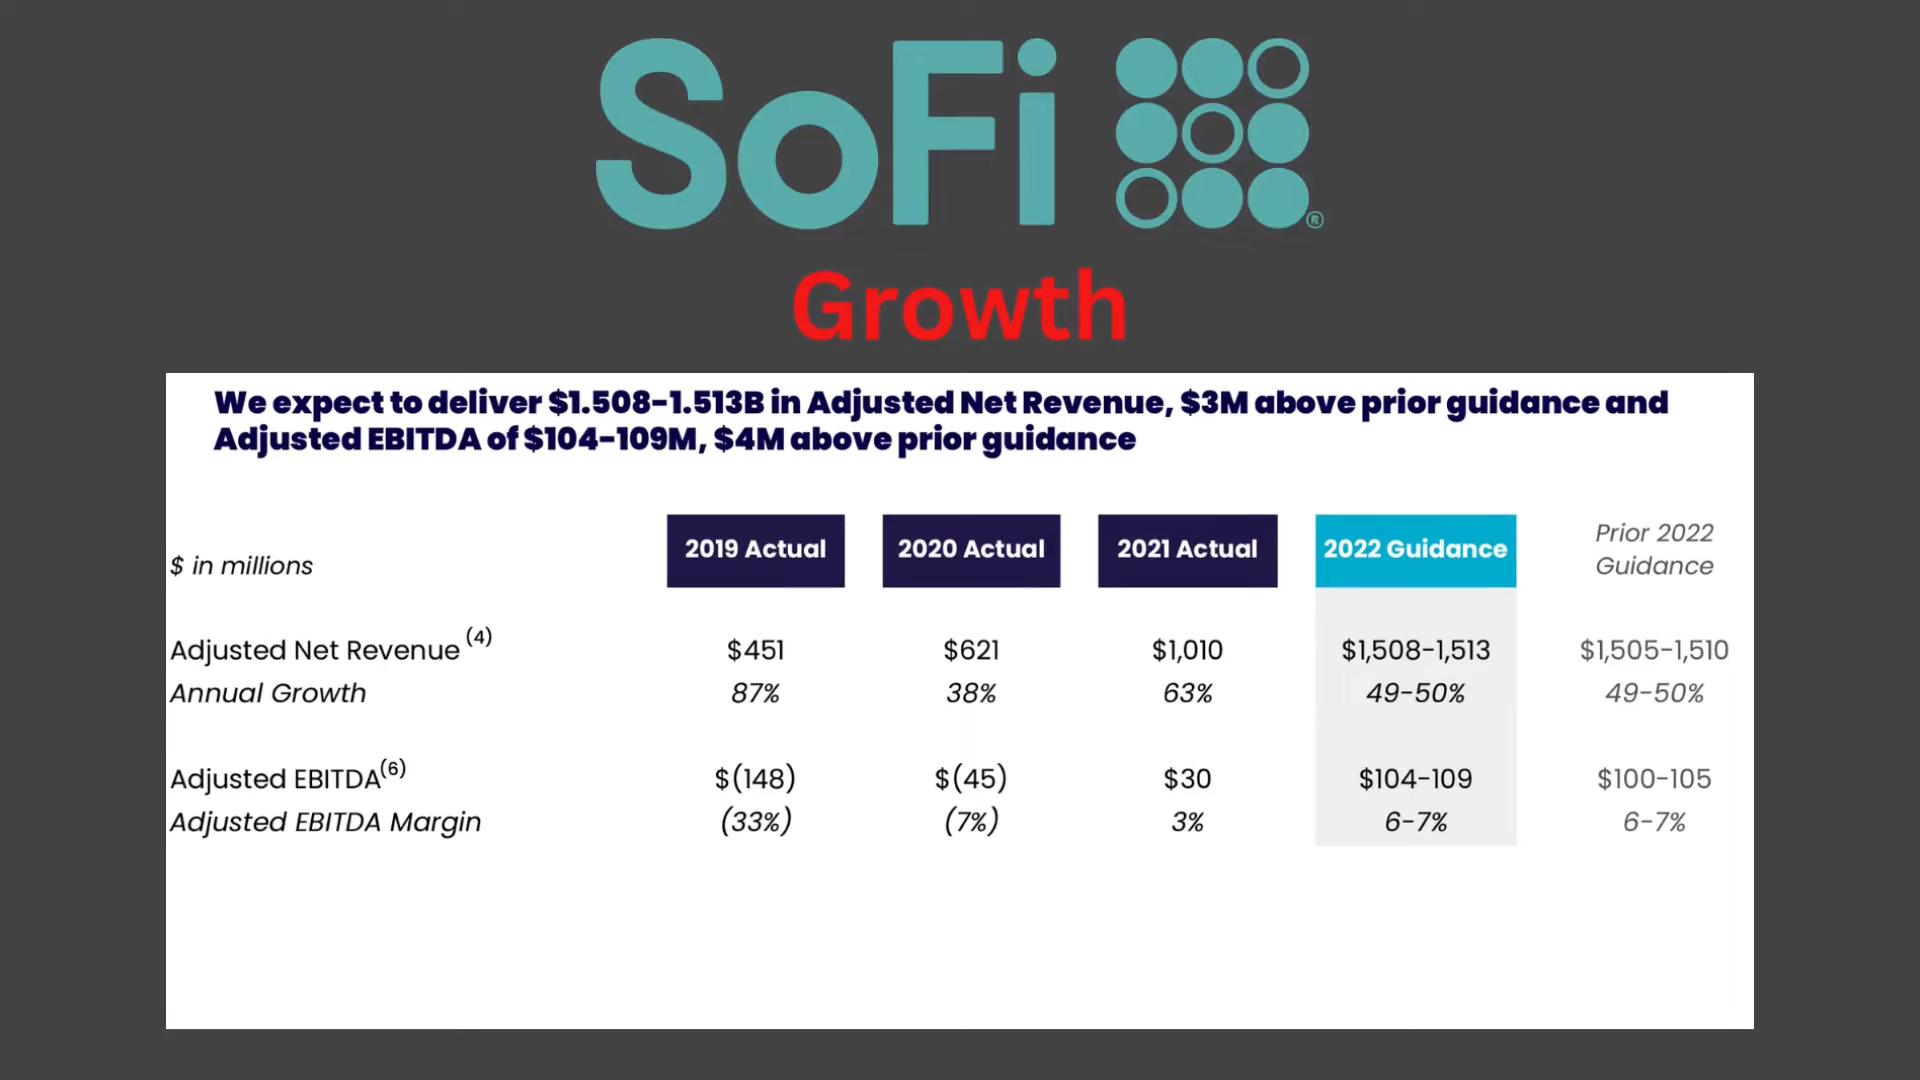 SoFi ®
Growth
We expect to deliver $1.508-1.513B in Adjusted Net Revenue, $3M above prior guidance and
Adjusted EBITDA of $104-109M, $4M above prior guidance
$ in millions 2019 Actual 2020 Actual 2021 Actual 2022 Guidance Prior 2022 Guidance
Adjusted Net Revenue (4) $451 $621 $1,010 $1,508-1,513 $1,505-1,510
Annual Growth 87% 38% 63% 49-50% 49-50%
Adjusted EBITDA(6) $(148) $(45) $30 $104-109 $100-105
Adjusted EBITDA Margin (33%) (7%) 3% 6-7% 6-7%